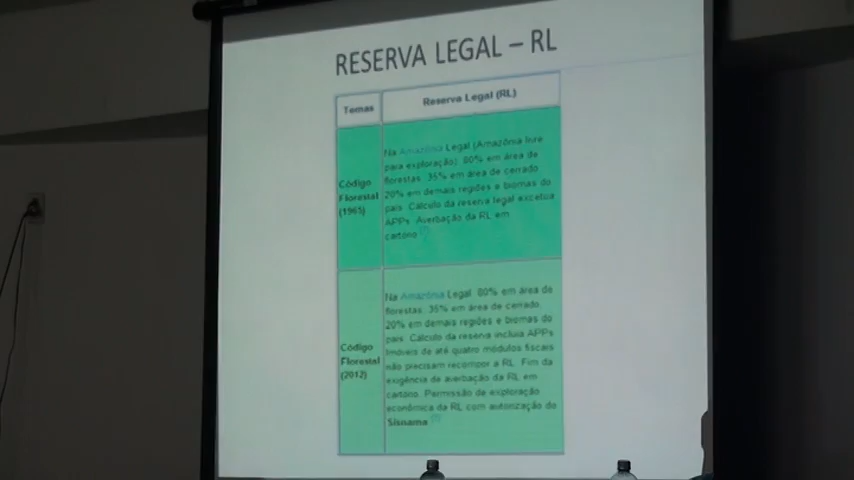 RESERVA LEGAL – RL
Temas
Reserva Legal (RL)
Código
Florestal
(1965)
Na Amazônia Legal (Amazônia livre
para exploração). 80% em área de
florestas. 35% em área de cerrado.
20% em demais regiões e biomas do
país. Cálculo da reserva legal excetua
APPs. Averbação da RL em
cartório
Código
Florestal
(2012)
Na Amazônia Legal. 80% em área de
florestas. 35% em área de cerrado.
20% em demais regiões e biomas do
país. Cálculo da reserva incluia APPs.
Imóveis de até quatro módulos fiscais
não precisam recompor a RL. Fim da
exigência de averbação da RL em
cartório. Permissão de exploração
econômica da RL com autorização do
Sisnama